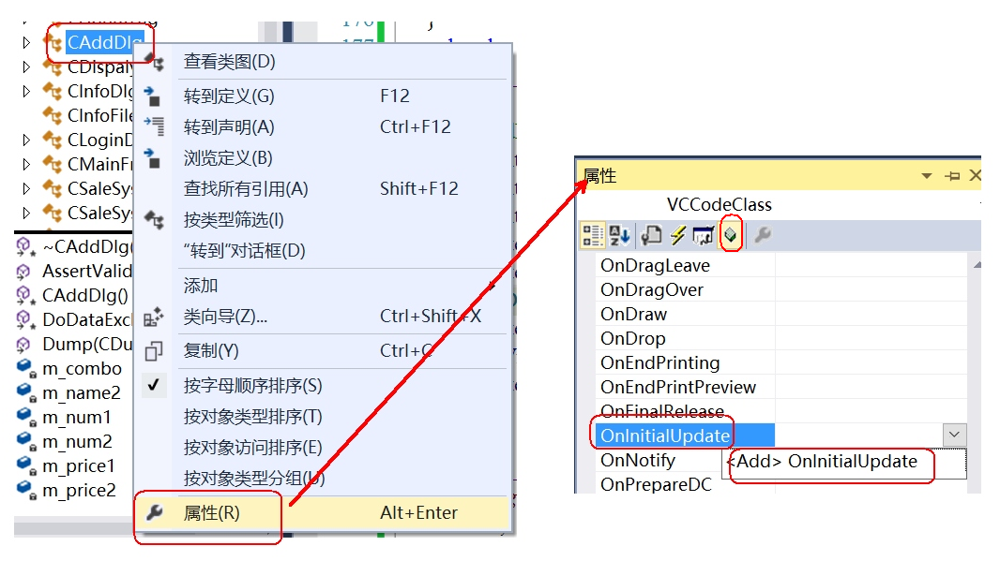 CAddDlg
CDispaly
CInfoDlg
CInfoFile
CLoginD
CMainFr
CSaleSys
CSaleSys
~CAddDlg(
AssertValid
CAddDlg()
DoDataExcl
Dump(CDu
m_combo
m_name2
m_num1
m_num2
m_price1
m_price2
177
查看类图(D)
转到定义(G) F12
转到声明(A) Ctrl+F12
浏览定义(B)
查找所有引用(A) Shift+F12
按类型筛选(I)
“转到”对话框(D)
添加
类向导(Z)... Ctrl+Shift+X
复制(Y) Ctrl+C
按字母顺序排序(S)
按对象类型排序(T)
按对象访问排序(E)
按对象类型分组(U)
属性(R) Alt+Enter
属性
VCCodeClass
OnDragLeave
OnDragOver
OnDraw
OnDrop
OnEndPrinting
OnEndPrintPreview
OnFinalRelease
OnInitialUpdate
OnNotify
<Add> OnInitialUpdate
OnPrepareDC